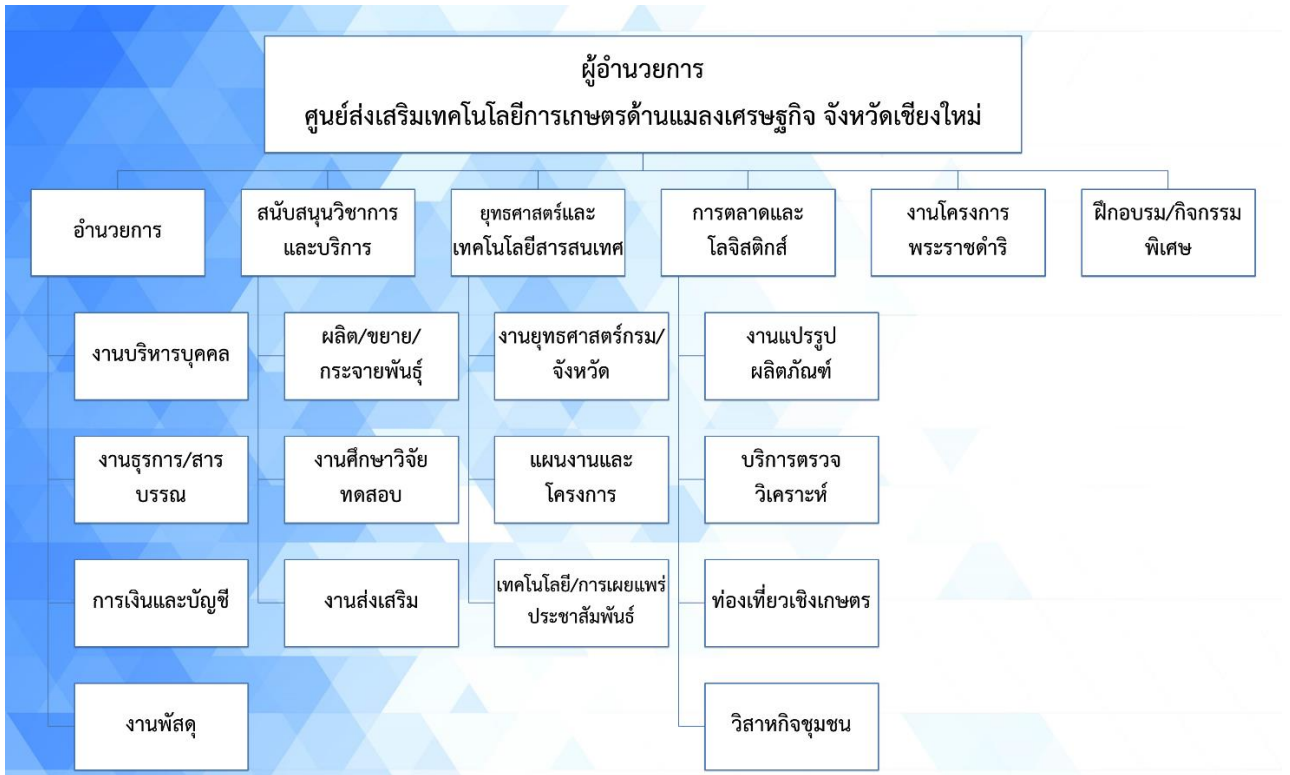 ผู้อำนวยการ
ศูนย์ส่งเสริมเทคโนโลยีการเกษตรด้านแมลงเศรษฐกิจ จังหวัดเชียงใหม่
อำนวยการ
สนับสนุนวิชาการ
และบริการ
ยุทธศาสตร์และ
เทคโนโลยีสารสนเทศ
การตลาดและ
โลจิสติกส์
งานโครงการ
พระราชดำริ
ฝึกอบรม/กิจกรรม
พิเศษ
งานบริหารบุคคล
ผลิต/ขยาย/
กระจายพันธุ์
งานยุทธศาสตร์กรม/
จังหวัด
งานแปรรูป
ผลิตภัณฑ์
งานธุรการ/สาร
บรรณ
งานศึกษาวิจัย
ทดสอบ
แผนงานและ
โครงการ
บริการตรวจ
วิเคราะห์
การเงินและบัญชี
งานส่งเสริม
เทคโนโลยี/การเผยแพร่
ประชาสัมพันธ์
ท่องเที่ยวเชิงเกษตร
งานพัสดุ
วิสาหกิจชุมชน